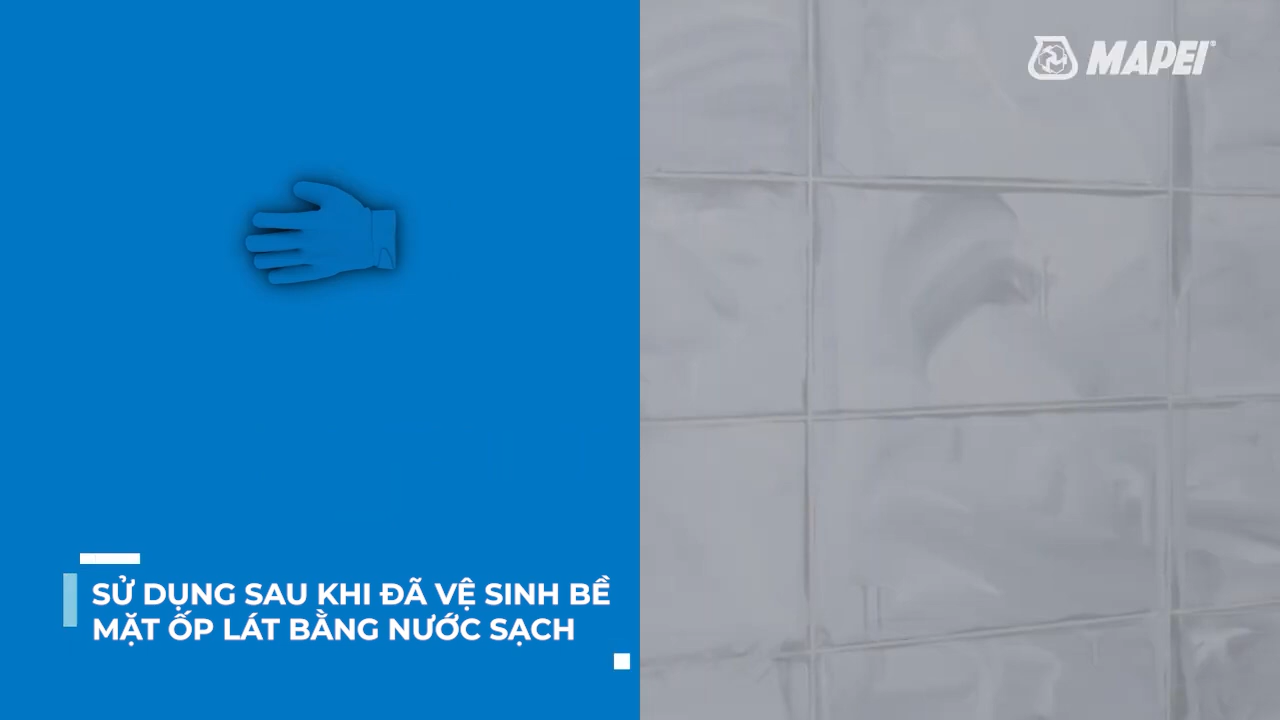 MAPEI®
SỬ DỤNG SAU KHI ĐÃ VỆ SINH BỀ
MẶT ỐP LÁT BẰNG NƯỚC SẠCH